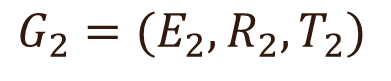 G₂ = (E₂, R₂, T₂)